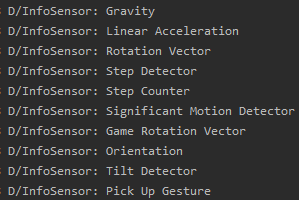 D/InfoSensor: Gravity
D/InfoSensor: Linear Acceleration
D/InfoSensor: Rotation Vector
D/InfoSensor: Step Detector
D/InfoSensor: Step Counter
D/InfoSensor: Significant Motion Detector
D/InfoSensor: Game Rotation Vector
D/InfoSensor: Orientation
D/InfoSensor: Tilt Detector
D/InfoSensor: Pick Up Gesture